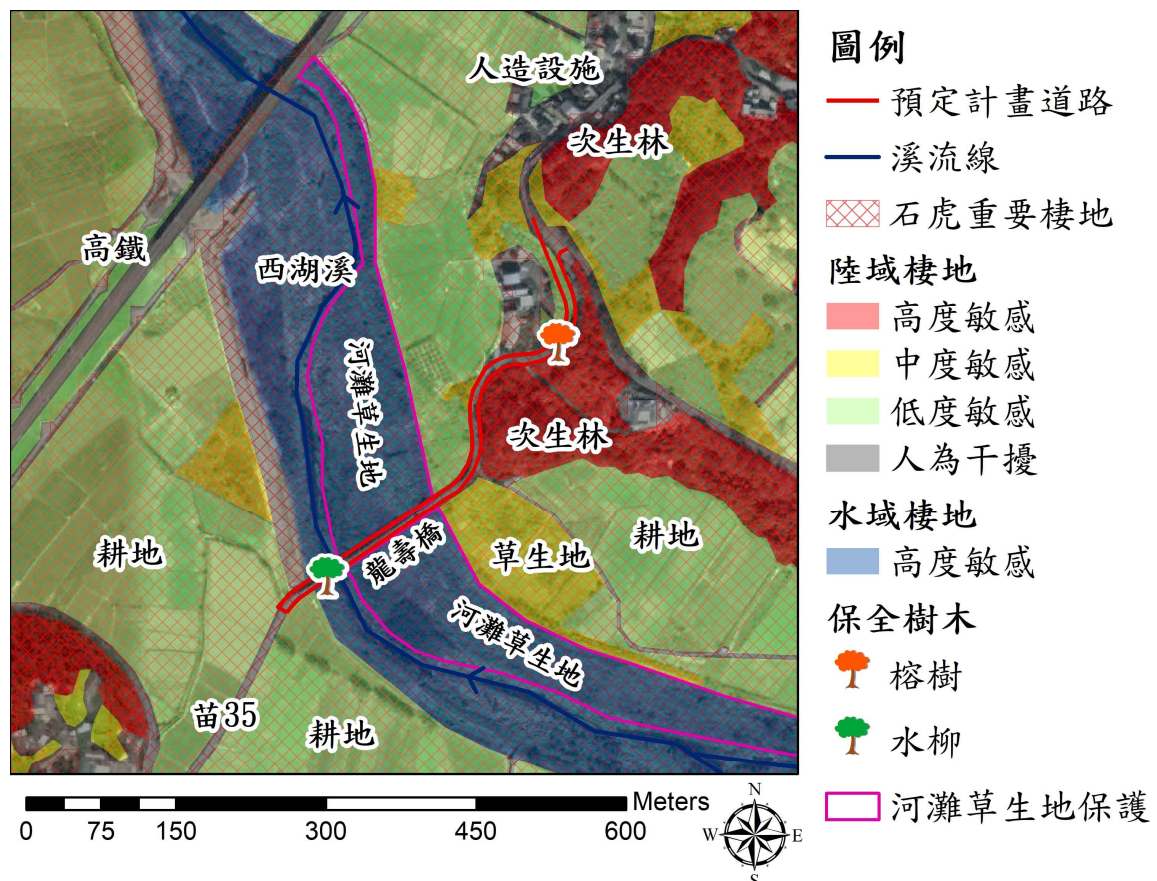 人造設施
次生林
高鐵
西湖溪
河灘草生地
次生林
耕地
龍壽橋
草生地
耕地
河灘草生地
苗35
耕地
0 75 150 300 450 600 Meters
N
W E
S
圖例
預定計畫道路
溪流線
石虎重要棲地
陸域棲地
高度敏感
中度敏感
低度敏感
人為干擾
水域棲地
高度敏感
保全樹木
榕樹
水柳
河灘草生地保護